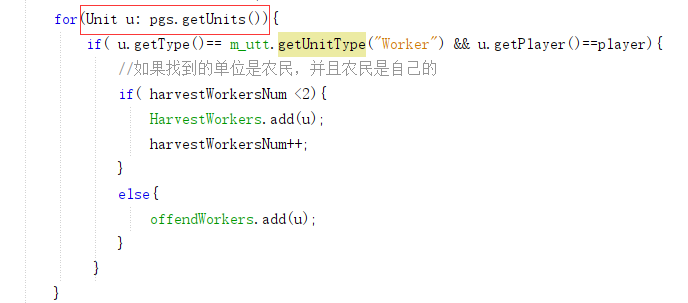 for(Unit u: pgs.getUnits()){
if( u.getType()== m_utt.getUnitType("Worker") && u.getPlayer()==player){
//如果找到的单位是农民，并且农民是自己的
if( harvestWorkersNum <2){
HarvestWorkers.add(u);
harvestWorkersNum++;
}
else{
offendWorkers.add(u);
}
}
}